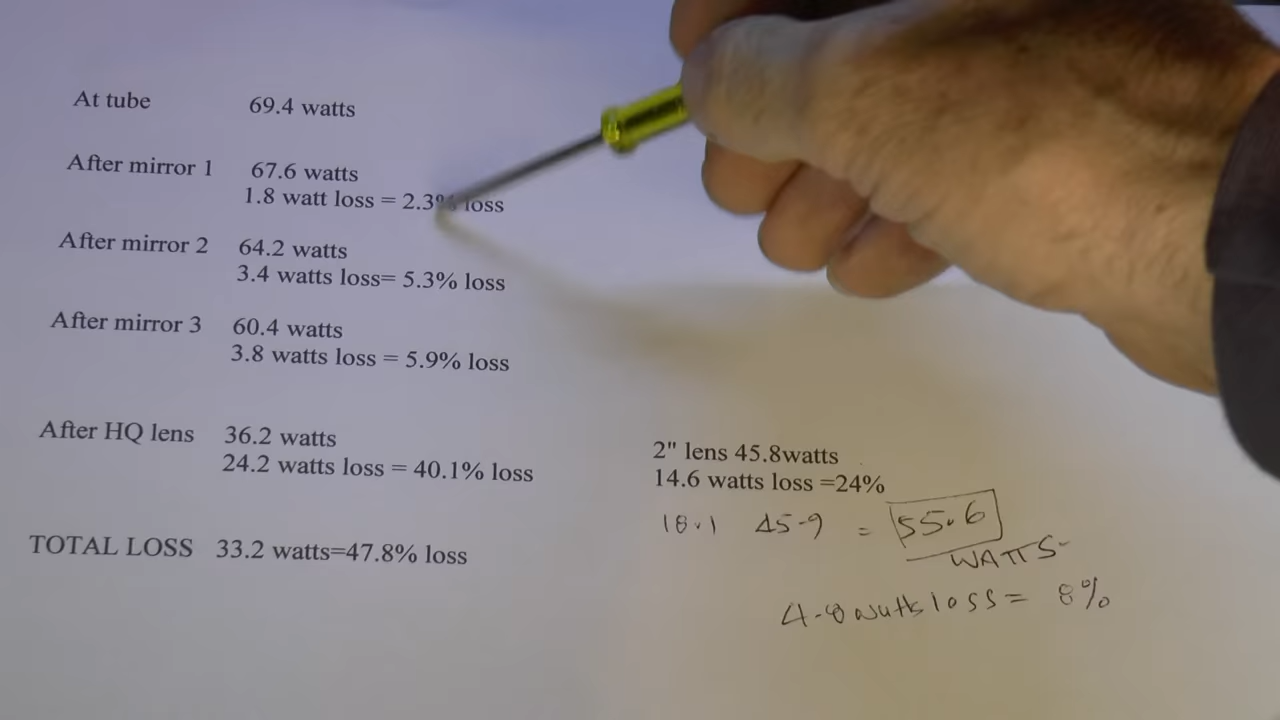 At tube 69.4 watts
After mirror 1 67.6 watts
1.8 watt loss = 2.3% loss
After mirror 2 64.2 watts
3.4 watts loss= 5.3% loss
After mirror 3 60.4 watts
3.8 watts loss = 5.9% loss
After HQ lens 36.2 watts
24.2 watts loss = 40.1% loss
2" lens 45.8watts
14.6 watts loss =24%
18.1 45.9 = 55.6
WATTS
4.8 watts loss = 8%
TOTAL LOSS 33.2 watts=47.8% loss